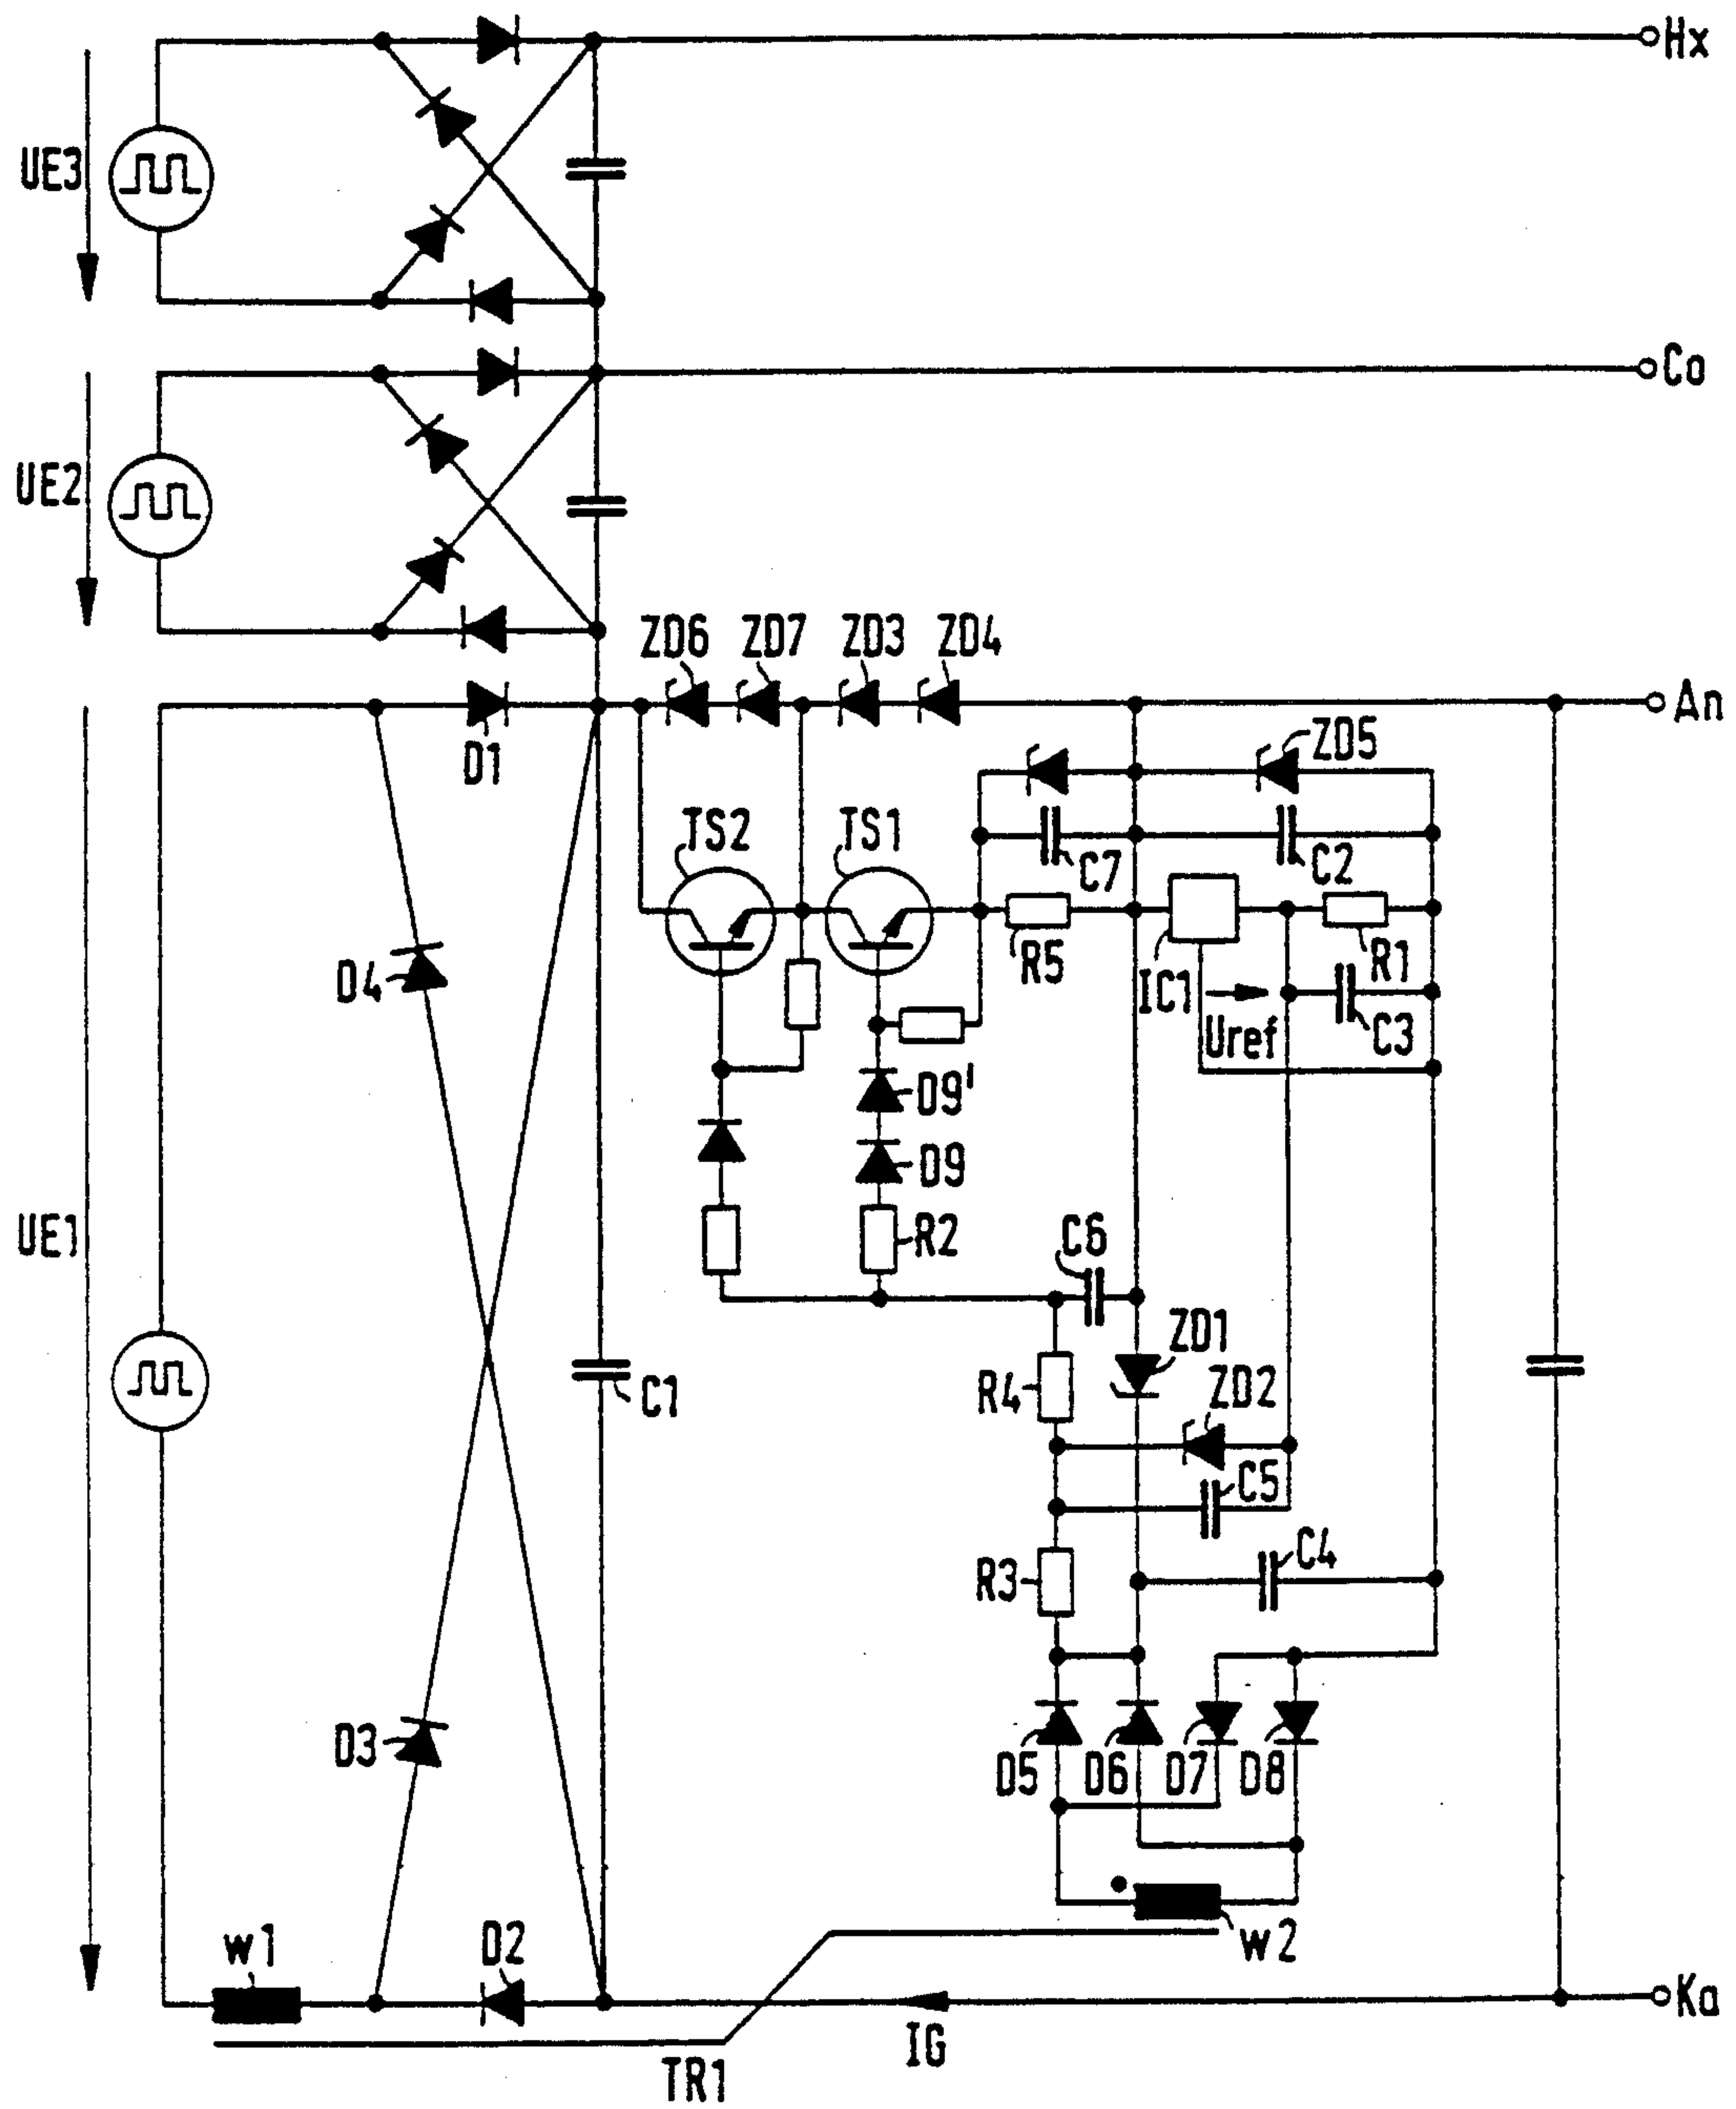 Hx
UE3
Co
UE2
ZD6 ZD7 ZD3 ZD4
An
D1
ZD5
TS2 TS1
C7 C2
D4
R5 IC1 R1
Uref C3
D9'
D9
UE1
R2 C6
ZD1
C1 R4 ZD2
C5
R3 C4
D3
D5 D6 D7 D8
w1 D2 w2
Ka
IG
TR1